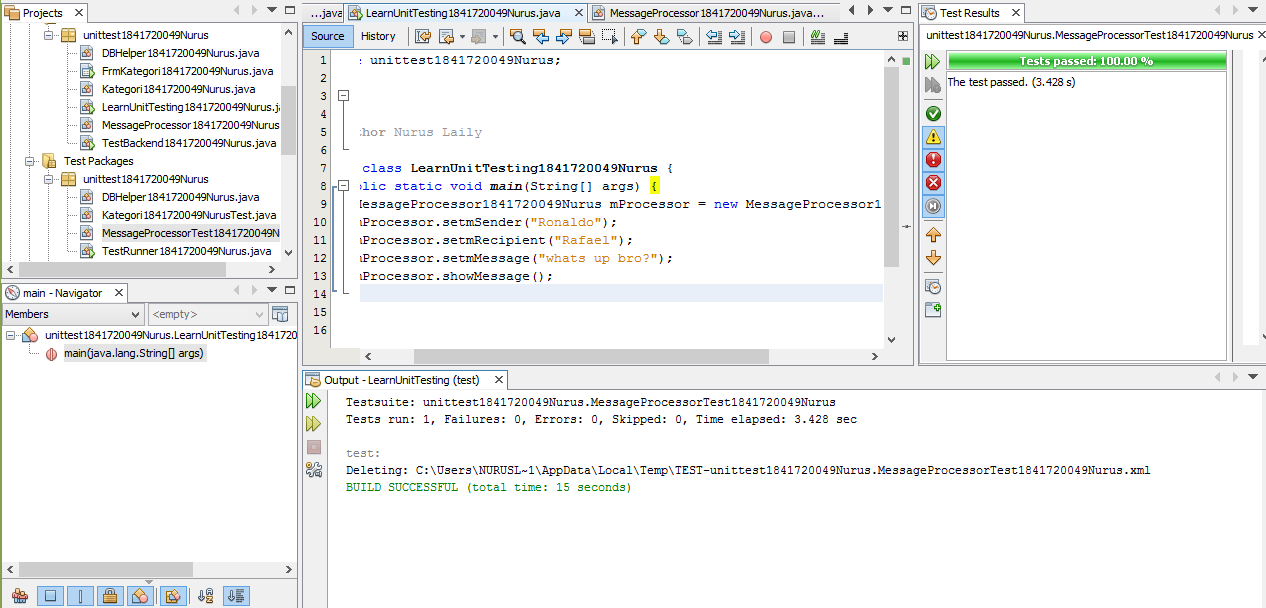 Projects
unittest1841720049Nurus
DBHelper1841720049Nurus.java
FrmKategori1841720049Nurus.java
Kategori1841720049Nurus.java
LearnUnitTesting1841720049Nurus.j
MessageProcessor1841720049Nurus
TestBackend1841720049Nurus.java
Test Packages
unittest1841720049Nurus
DBHelper1841720049Nurus.java
Kategori1841720049NurusTest.java
MessageProcessorTest1841720049N
TestRunner1841720049Nurus.java
main - Navigator
Members
<empty>
unittest1841720049Nurus.LearnUnitTesting1841720
main(java.lang.String[] args)
...java
LearnUnitTesting1841720049Nurus.java
MessageProcessor1841720049Nurus.java...
Source
History
1 unittest1841720049Nurus;
2
3
4
5 hor Nurus Laily
6
7 class LearnUnitTesting1841720049Nurus {
8 lic static void main(String[] args) {
9 essageProcessor1841720049Nurus mProcessor = new MessageProcessor1
10 Processor.setmSender("Ronaldo");
11 Processor.setmRecipient("Rafael");
12 Processor.setmMessage("whats up bro?");
13 Processor.showMessage();
14
15
16
Test Results
unittest1841720049Nurus.MessageProcessorTest1841720049Nurus
Tests passed: 100.00 %
The test passed. (3.428 s)
Output - LearnUnitTesting (test)
Testsuite: unittest1841720049Nurus.MessageProcessorTest1841720049Nurus
Tests run: 1, Failures: 0, Errors: 0, Skipped: 0, Time elapsed: 3.428 sec
test:
Deleting: C:\Users\NURUSL~1\AppData\Local\Temp\TEST-unittest1841720049Nurus.MessageProcessorTest1841720049Nurus.xml
BUILD SUCCESSFUL (total time: 15 seconds)